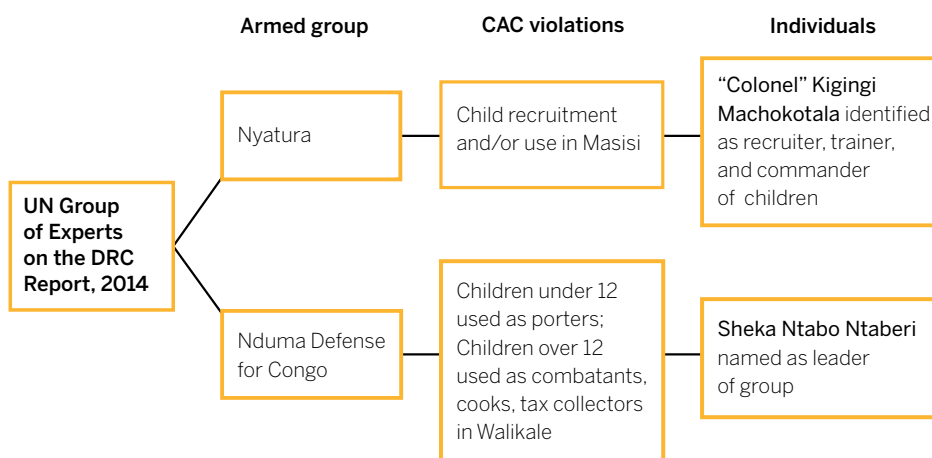 Armed group
CAC violations
Individuals
UN Group
of Experts
on the DRC
Report, 2014
Nyatura
Child recruitment
and/or use in Masisi
“Colonel” Kigingi
Machokotala identified
as recruiter, trainer,
and commander
of children
Nduma Defense
for Congo
Children under 12
used as porters;
Children over 12
used as combatants,
cooks, tax collectors
in Walikale
Sheka Ntabo Ntaberi
named as leader
of group